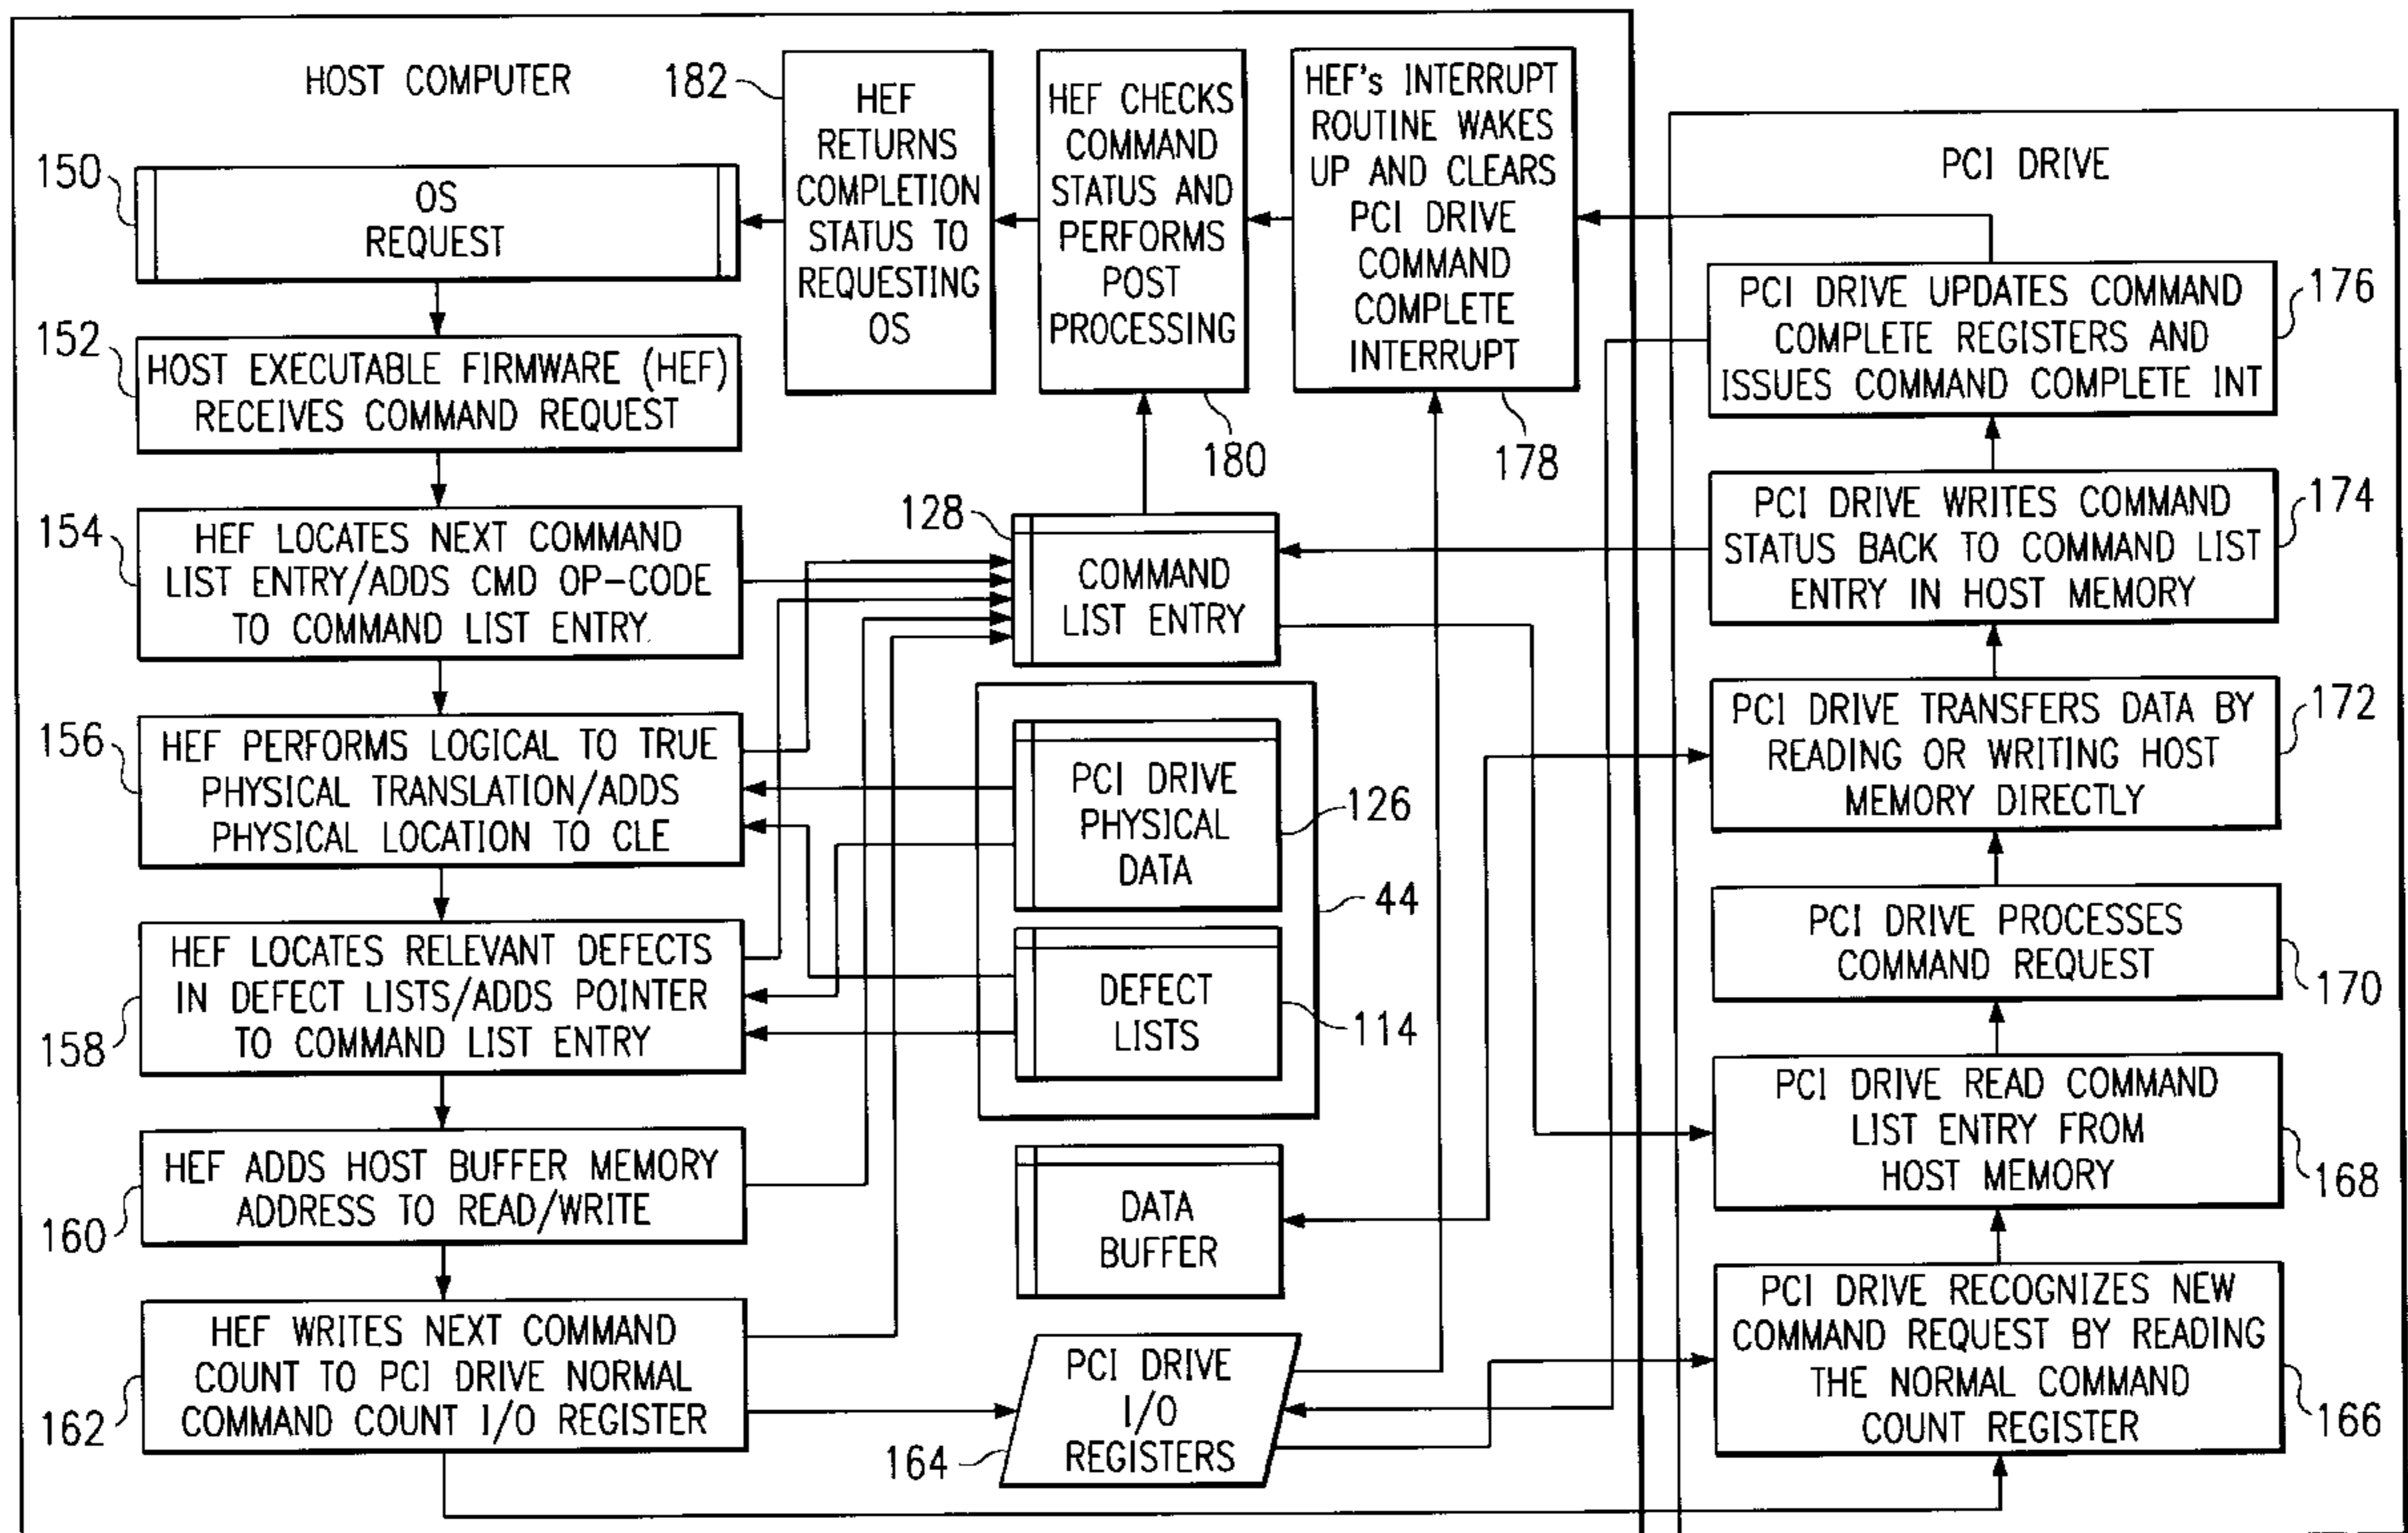 HOST COMPUTER
150
OS
REQUEST
152
HOST EXECUTABLE FIRMWARE (HEF)
RECEIVES COMMAND REQUEST
154
HEF LOCATES NEXT COMMAND
LIST ENTRY/ADDS CMD OP-CODE
TO COMMAND LIST ENTRY.
156
HEF PERFORMS LOGICAL TO TRUE
PHYSICAL TRANSLATION/ADDS
PHYSICAL LOCATION TO CLE
158
HEF LOCATES RELEVANT DEFECTS
IN DEFECT LISTS/ADDS POINTER
TO COMMAND LIST ENTRY
160
HEF ADDS HOST BUFFER MEMORY
ADDRESS TO READ/WRITE
162
HEF WRITES NEXT COMMAND
COUNT TO PCI DRIVE NORMAL
COMMAND COUNT I/O REGISTER
182
HEF
RETURNS
COMPLETION
STATUS TO
REQUESTING
OS
HEF CHECKS
COMMAND
STATUS AND
PERFORMS
POST
PROCESSING
180
HEF's INTERRUPT
ROUTINE WAKES
UP AND CLEARS
PCI DRIVE
COMMAND
COMPLETE
INTERRUPT
178
128
COMMAND
LIST ENTRY
PCI DRIVE
PHYSICAL
DATA
126
44
DEFECT
LISTS
114
DATA
BUFFER
PCI DRIVE
I/O
REGISTERS
164
PCI DRIVE
PCI DRIVE UPDATES COMMAND
COMPLETE REGISTERS AND
ISSUES COMMAND COMPLETE INT
176
PCI DRIVE WRITES COMMAND
STATUS BACK TO COMMAND LIST
ENTRY IN HOST MEMORY
174
PCI DRIVE TRANSFERS DATA BY
READING OR WRITING HOST
MEMORY DIRECTLY
172
PCI DRIVE PROCESSES
COMMAND REQUEST
170
PCI DRIVE READ COMMAND
LIST ENTRY FROM
HOST MEMORY
168
PCI DRIVE RECOGNIZES NEW
COMMAND REQUEST BY READING
THE NORMAL COMMAND
COUNT REGISTER
166